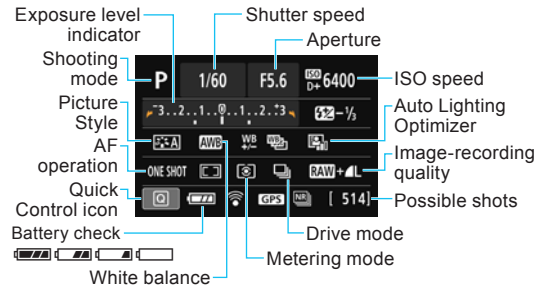 Exposure level indicator
Shutter speed
Aperture
Shooting mode
P 1/60 F5.6 ISO D+ 6400
ISO speed
-3..2..1..0..1..2..+3
-⅓
Picture Style
A AWB WB +/- WB
Auto Lighting Optimizer
AF operation
ONE SHOT RAW+L
Image-recording quality
Quick Control icon
Q GPS NR [ 514]
Possible shots
Battery check
Drive mode
Metering mode
White balance